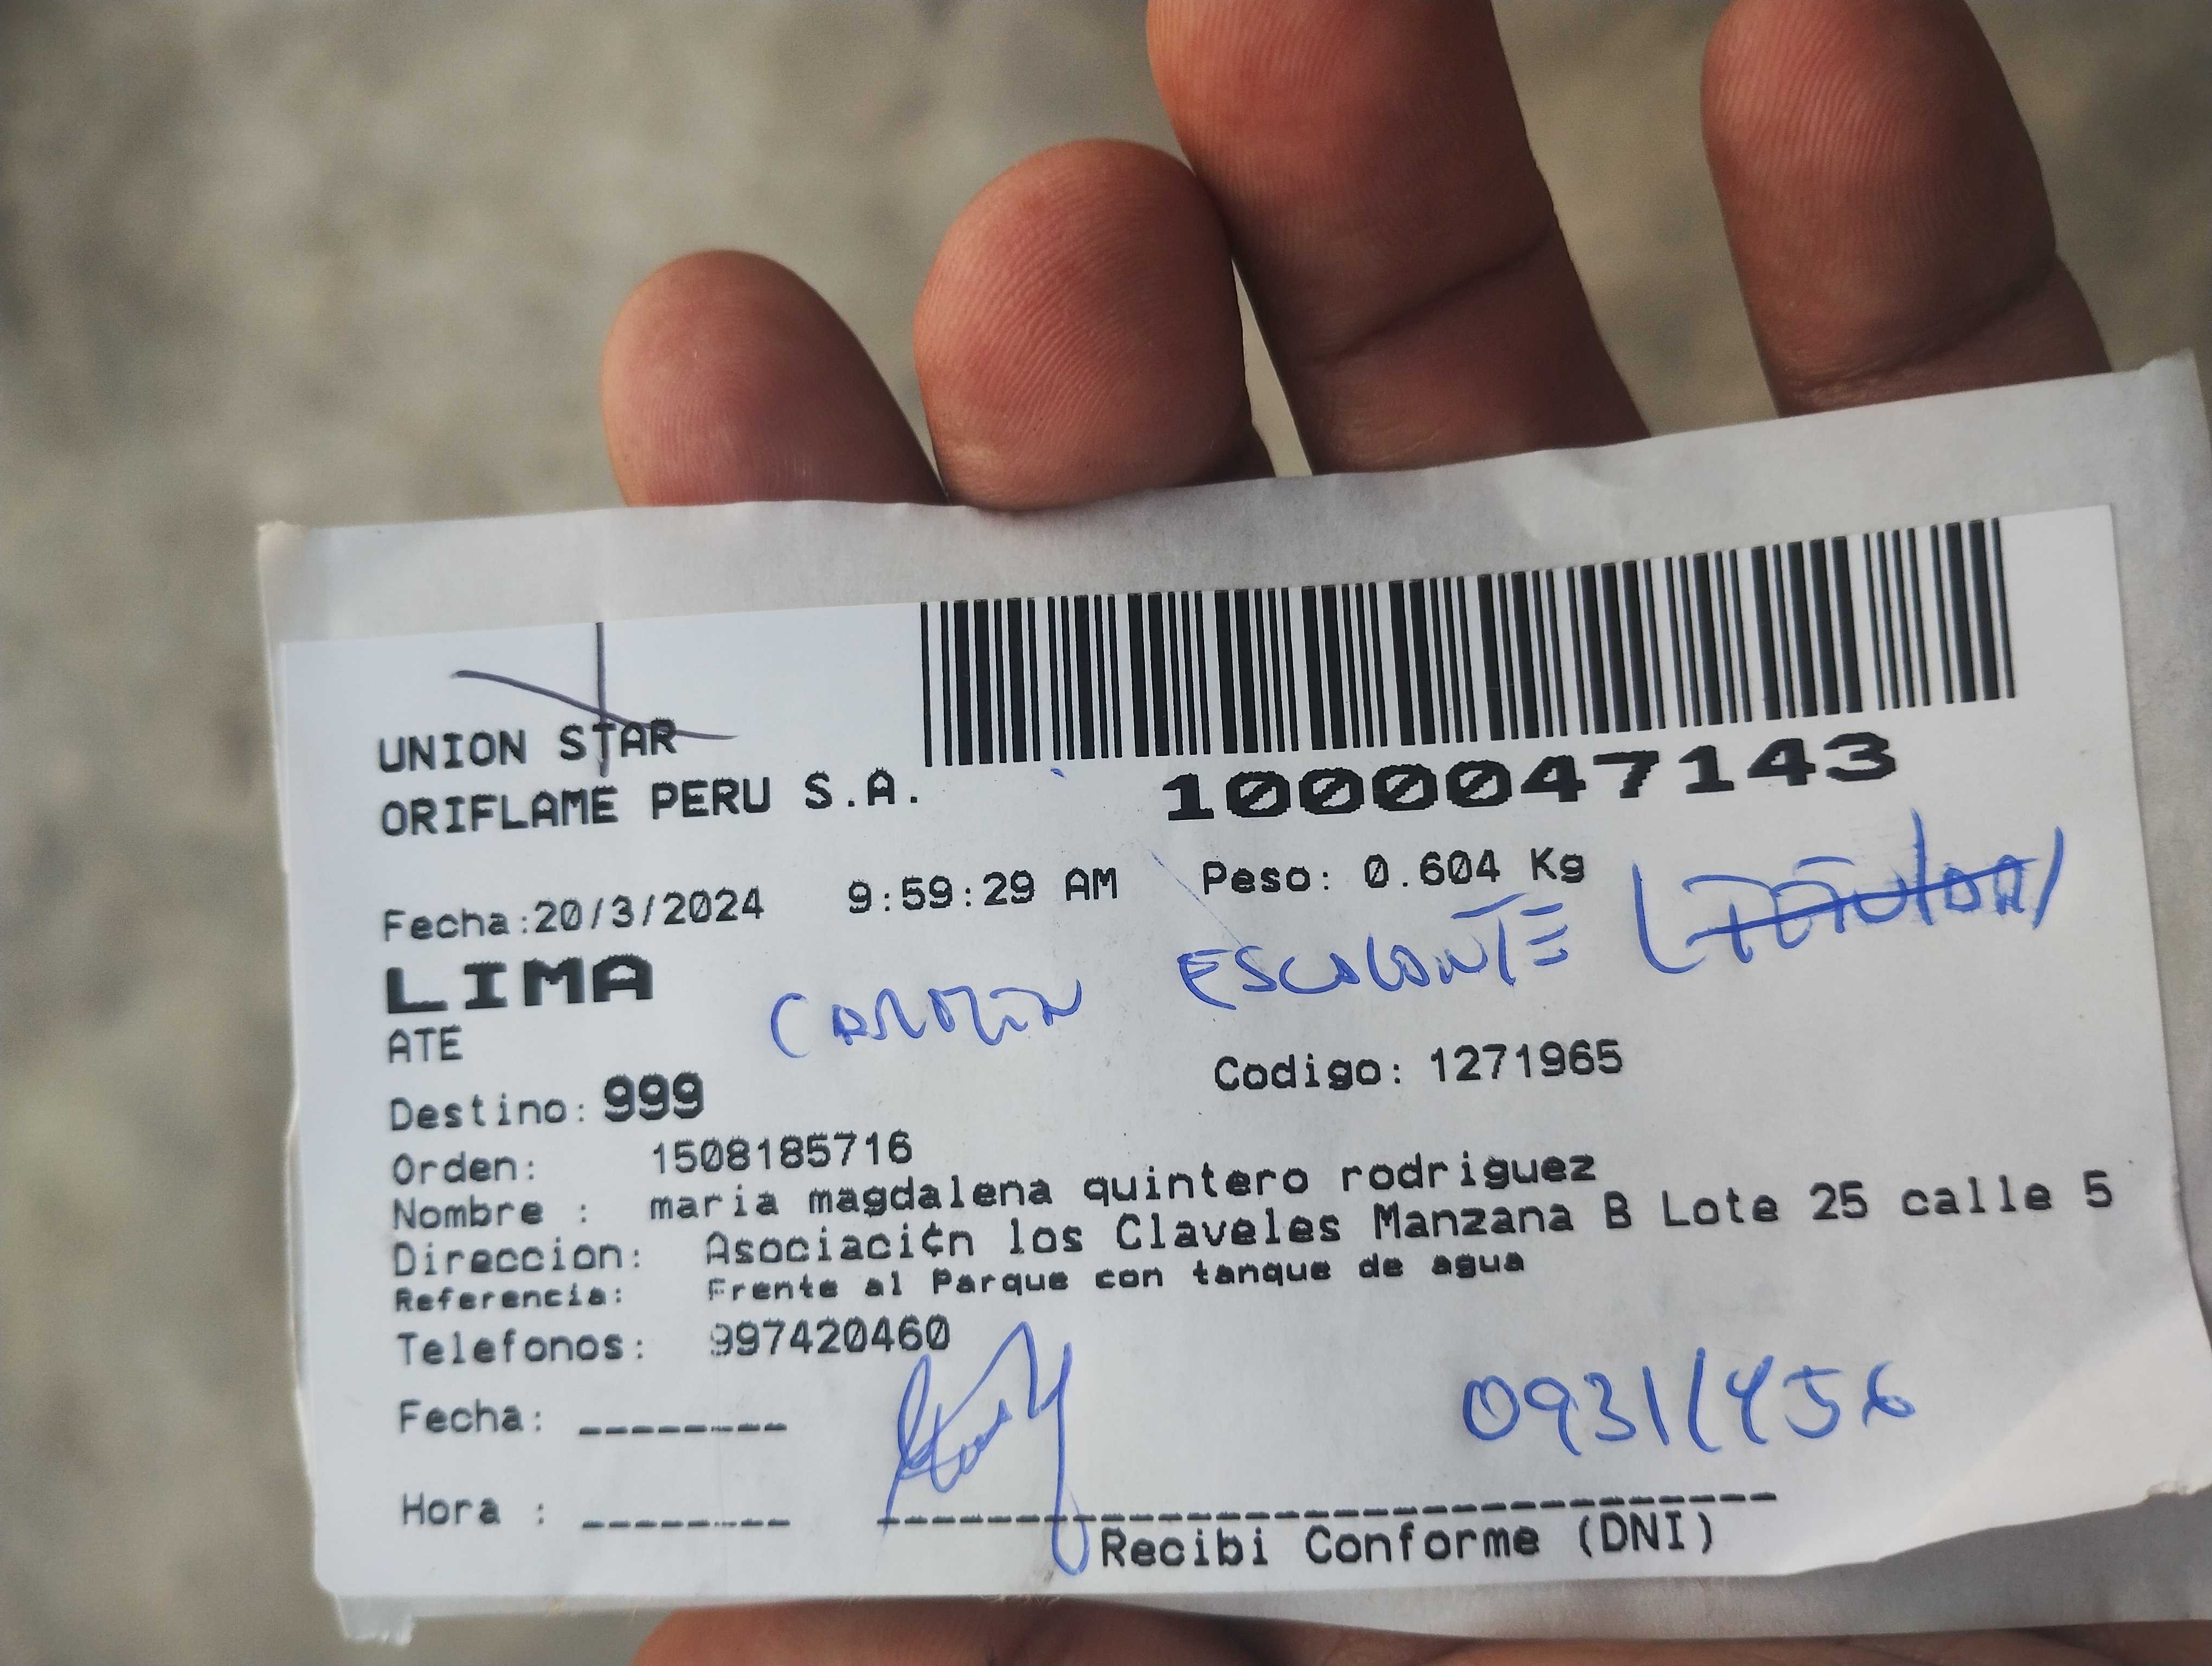 UNION STAR
ORIFLAME PERU S.A.
1000047143
Fecha:20/3/2024 9:59:29 AM Peso: 0.604 Kg
LIMA
ESCALANTE
ATE
Codigo: 1271965
Destino: 999
Orden: 1508185716
Nombre : maria magdalena quintero rodriguez
Direccion: Asociaci¢n los Claveles Manzana B Lote 25 calle 5
Referencia: Frente al Parque con tanque de agua
Telefonos: 997420460
Fecha: ________
Hora : ________
Recibi Conforme (DNI)